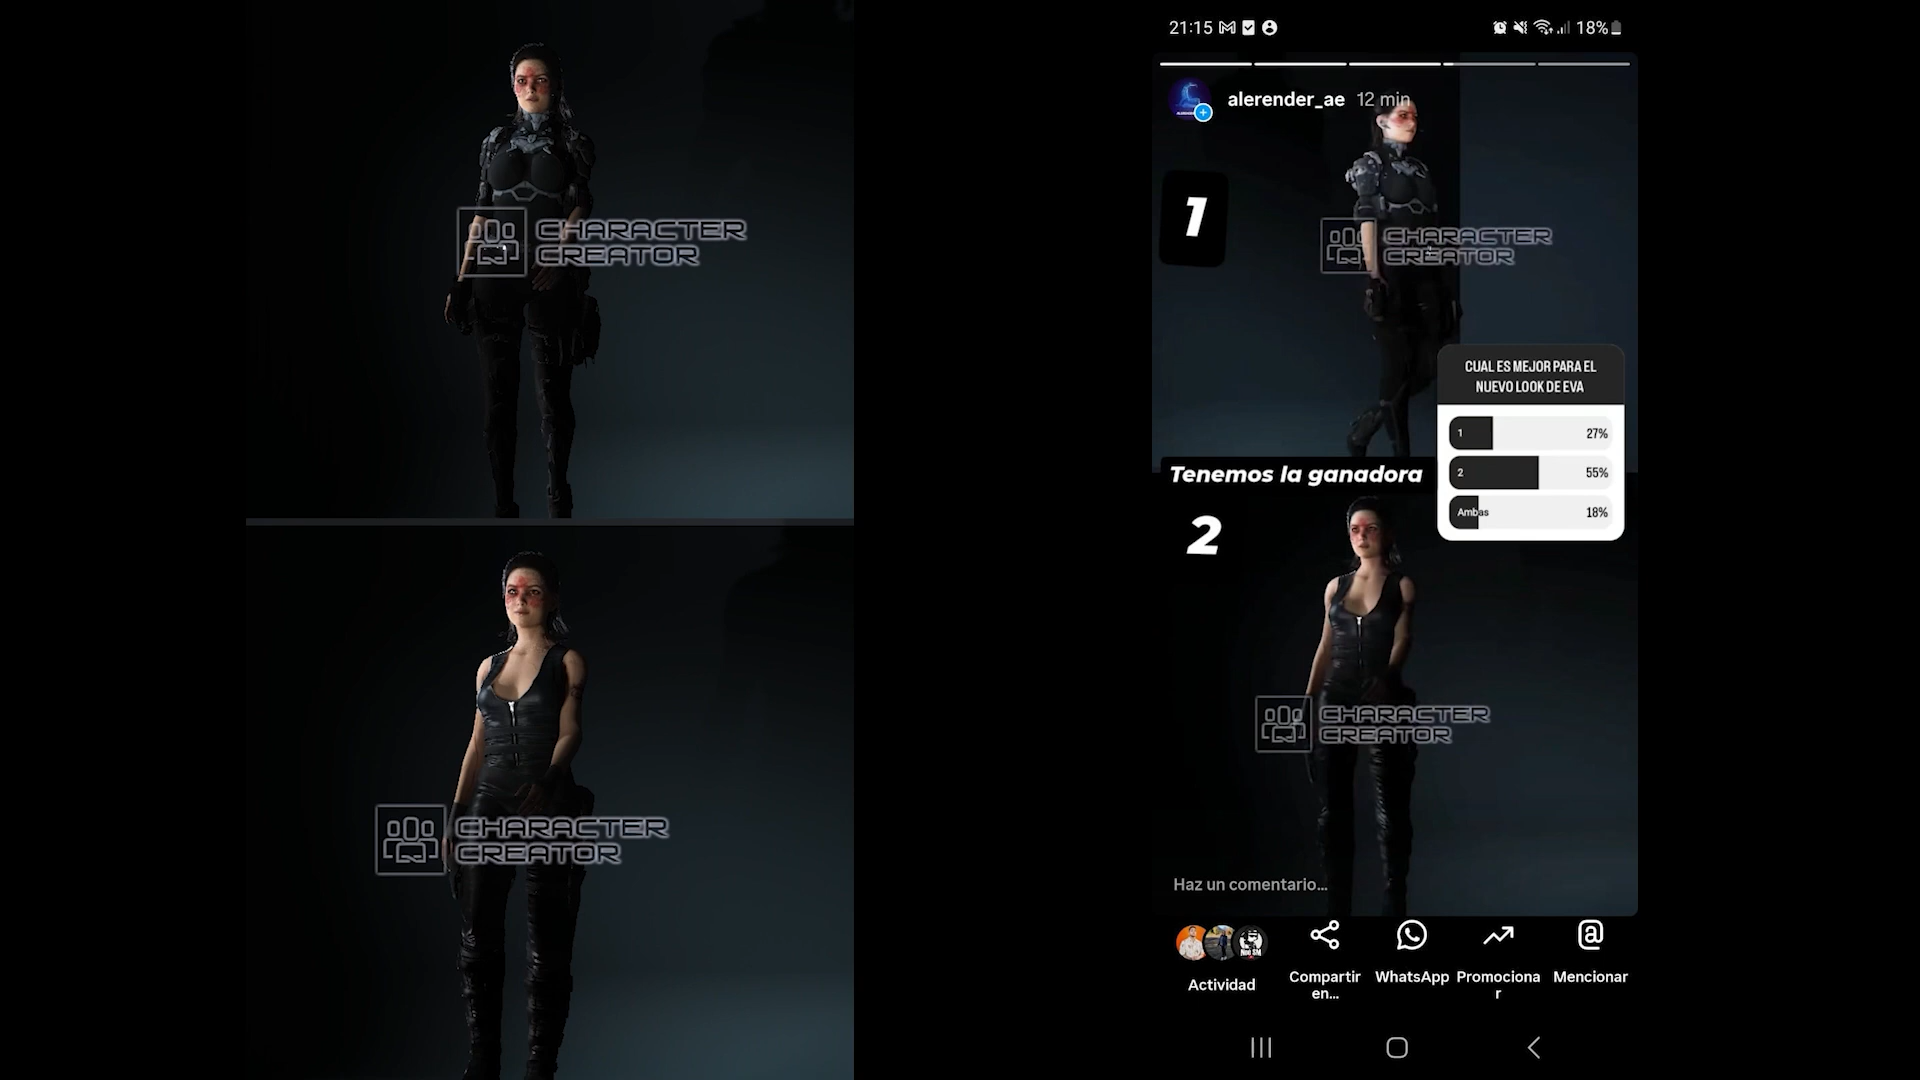 CHARACTER
CREATOR
CHARACTER
CREATOR
21:15
18%
alerender_ae 12 min
1
CHARACTER
CREATOR
CUAL ES MEJOR PARA EL
NUEVO LOOK DE EVA
1 27%
2 55%
Ambas 18%
Tenemos la ganadora
2
CHARACTER
CREATOR
Haz un comentario...
Actividad
Compartir
en...
WhatsApp
Promociona
r
Mencionar